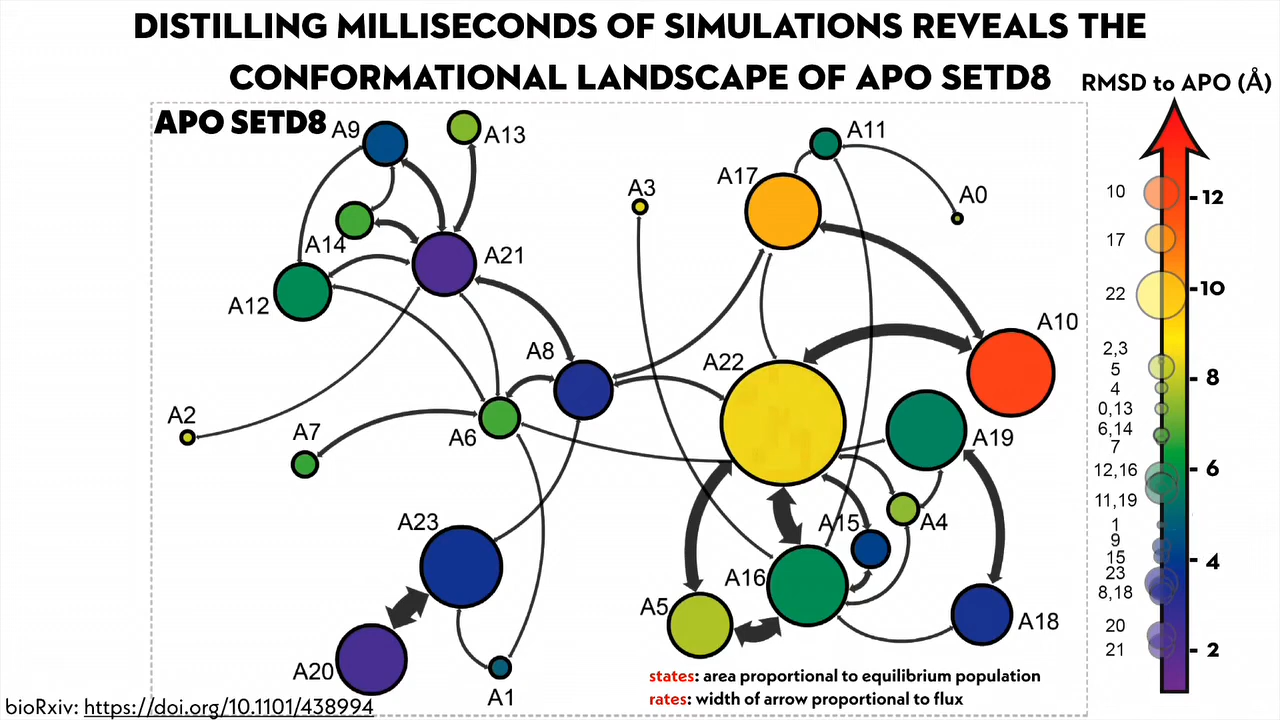 DISTILLING MILLISECONDS OF SIMULATIONS REVEALS THE
CONFORMATIONAL LANDSCAPE OF APO SETD8
RMSD to APO (Å)
APO SETD8
A9
A13
A11
A3
A17
A0
A14
A21
A12
A10
A8
A22
A2
A7
A6
A19
A23
A15
A4
A16
A5
A20
A18
A1
states: area proportional to equilibrium population
rates: width of arrow proportional to flux
bioRxiv: https://doi.org/10.1101/438994
10
17
22
2,3
5
4
0,13
6,14
7
12,16
11,19
1
9
15
23
8,18
20
21
12
10
8
6
4
2